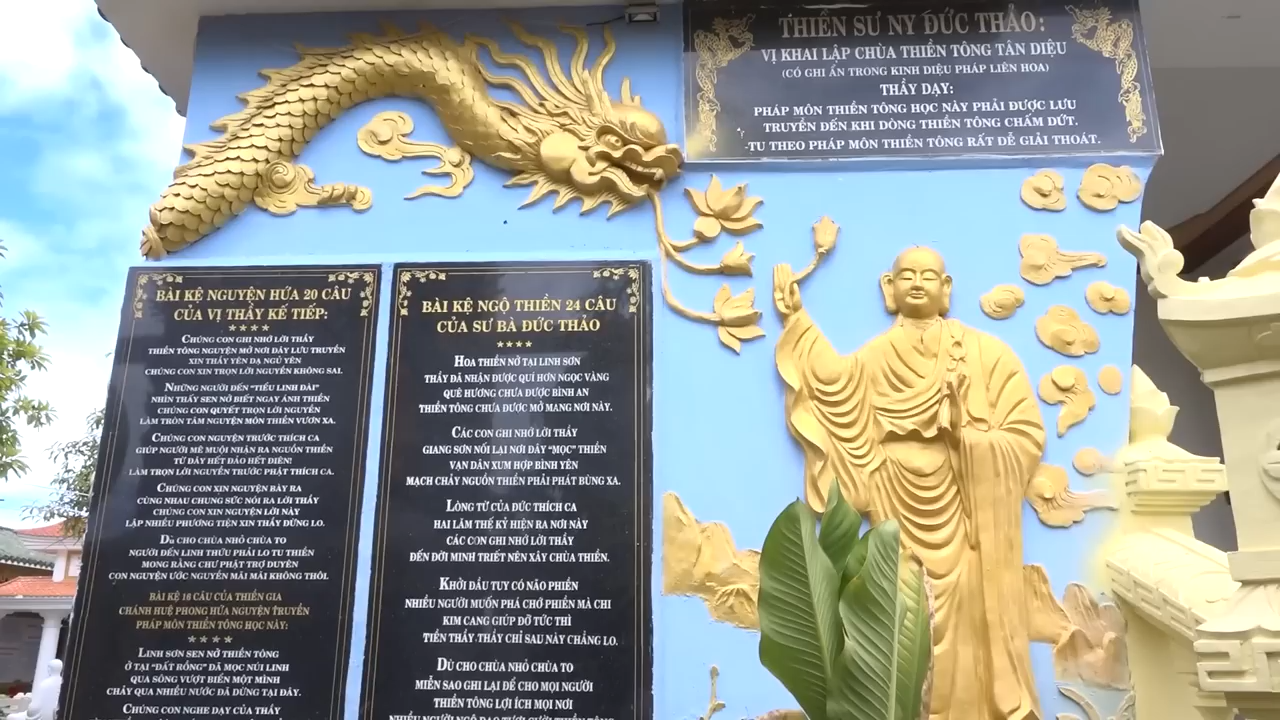 THIỀN SƯ NY ĐỨC THẢO:
VỊ KHAI LẬP CHÙA THIỀN TÔNG TÂN DIỆU
(CÓ GHI ẨN TRONG KINH DIỆU PHÁP LIÊN HOA)
THẦY DẠY:
PHÁP MÔN THIỀN TÔNG HỌC NÀY PHẢI ĐƯỢC LƯU
TRUYỀN ĐẾN KHI DÒNG THIỀN TÔNG CHẤM DỨT.
-TU THEO PHÁP MÔN THIỀN TÔNG RẤT DỄ GIẢI THOÁT.
BÀI KỆ NGUYỆN HỨA 20 CÂU
CỦA VỊ THẦY KẾ TIẾP:
CHÚNG CON GHI NHỚ LỜI THẦY
THIỀN TÔNG NGUYỆN MỞ NƠI ĐÂY LƯU TRUYỀN
XIN THẦY YÊN DẠ NGỦ YÊN
CHÚNG CON XIN TRỌN LỜI NGUYỀN KHÔNG SAI.
NHỮNG NGƯỜI ĐẾN "TIỂU LINH ĐÀI"
NHÌN THẤY SEN NỞ BIẾT NGAY ÁNH THIỀN
CHÚNG CON QUYẾT TRỌN LỜI NGUYỀN
LÀM TRÒN TÂM NGUYỆN MÔN THIỀN VƯƠN XA.
CHÚNG CON NGUYỆN TRƯỚC THÍCH CA
GIÚP NGƯỜI MÊ MUỘI NHẬN RA NGUỒN THIỀN
TỪ ĐÂY HẾT ĐẢO HẾT ĐIÊN!
LÀM TRỌN LỜI NGUYỀN TRƯỚC PHẬT THÍCH CA.
CHÚNG CON XIN NGUYỆN BÀY RA
CÙNG NHAU CHUNG SỨC NÓI RA LỜI THẦY
CHÚNG CON XIN NGUYỆN LỜI NÀY
LẬP NHIỀU PHƯƠNG TIỆN XIN THẦY ĐỪNG LO.
DÙ CHO CHÙA NHỎ CHÙA TO
NGƯỜI ĐẾN LINH THỨU PHẢI LO TU THIỀN
MONG RẰNG CHƯ PHẬT TRỢ DUYÊN
CON NGUYỆN ƯỚC NGUYỀN MÃI MÃI KHÔNG THÔI.
BÀI KỆ 16 CÂU CỦA THIỀN GIA
CHÁNH HUỆ PHONG HỨA NGUYỆN TRUYỀN
PHÁP MÔN THIỀN TÔNG HỌC NÀY:
LINH SƠN SEN NỞ THIỀN TÔNG
Ở TẠI "ĐẤT RỒNG" ĐÃ MỌC NÚI LINH
QUA SÔNG VƯỢT BIỂN MỘT MÌNH
CHẢY QUA NHIỀU NƯỚC ĐÃ DỪNG TẠI ĐÂY.
CHÚNG CON NGHE DẠY CỦA THẦY
BÀI KỆ NGỘ THIỀN 24 CÂU
CỦA SƯ BÀ ĐỨC THẢO
HOA THIỀN NỞ TẠI LINH SƠN
THẦY ĐÃ NHẬN ĐƯỢC QUÍ HƠN NGỌC VÀNG
QUÊ HƯƠNG CHƯA ĐƯỢC BÌNH AN
THIỀN TÔNG CHƯA ĐƯỢC MỞ MANG NƠI NÀY.
CÁC CON GHI NHỚ LỜI THẦY
GIANG SƠN NỐI LẠI NƠI ĐÂY "MỌC" THIỀN
VẠN DÂN XUM HỢP BÌNH YÊN
MẠCH CHẢY NGUỒN THIỀN PHẢI PHÁT BÙNG XA.
LÒNG TỪ CỦA ĐỨC THÍCH CA
HAI LĂM THẾ KỶ HIỆN RA NƠI NÀY
CÁC CON GHI NHỚ LỜI THẦY
ĐẾN ĐỜI MINH TRIẾT NÊN XÂY CHÙA THIỀN.
KHỞI ĐẦU TUY CÓ NÃO PHIỀN
NHIỀU NGƯỜI MUỐN PHÁ CHỚ PHIỀN MÀ CHI
KIM CANG GIÚP ĐỠ TỨC THÌ
TIỀN THẦY THẦY CHỈ SAU NÀY CHẲNG LO.
DÙ CHO CHÙA NHỎ CHÙA TO
MIỄN SAO GHI LẠI ĐỂ CHO MỌI NGƯỜI
THIỀN TÔNG LỢI ÍCH MỌI NƠI
NHIỀU NGƯỜI NGỘ ĐẠO TƯƠI CƯỜI THIỀN TÔNG